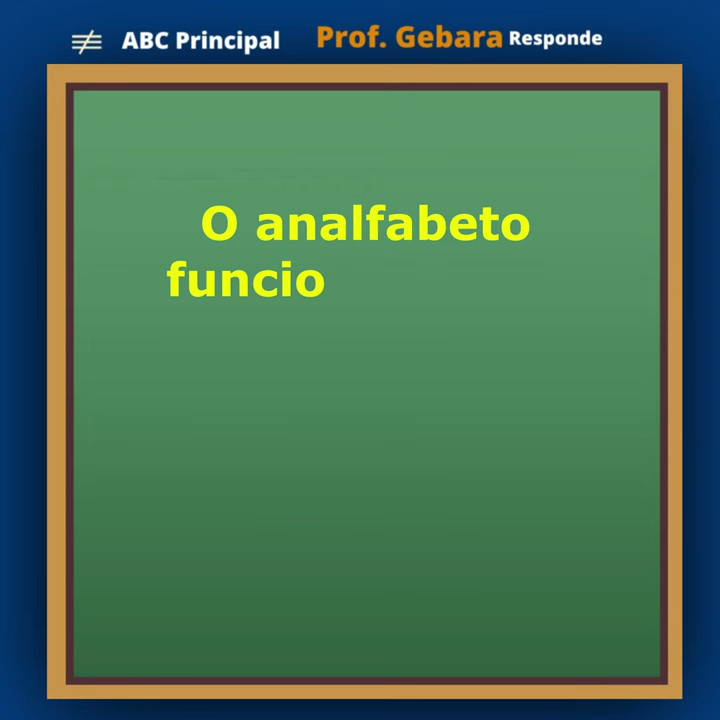 ≢ ABC Principal Prof. Gebara Responde
O analfabeto
funcio